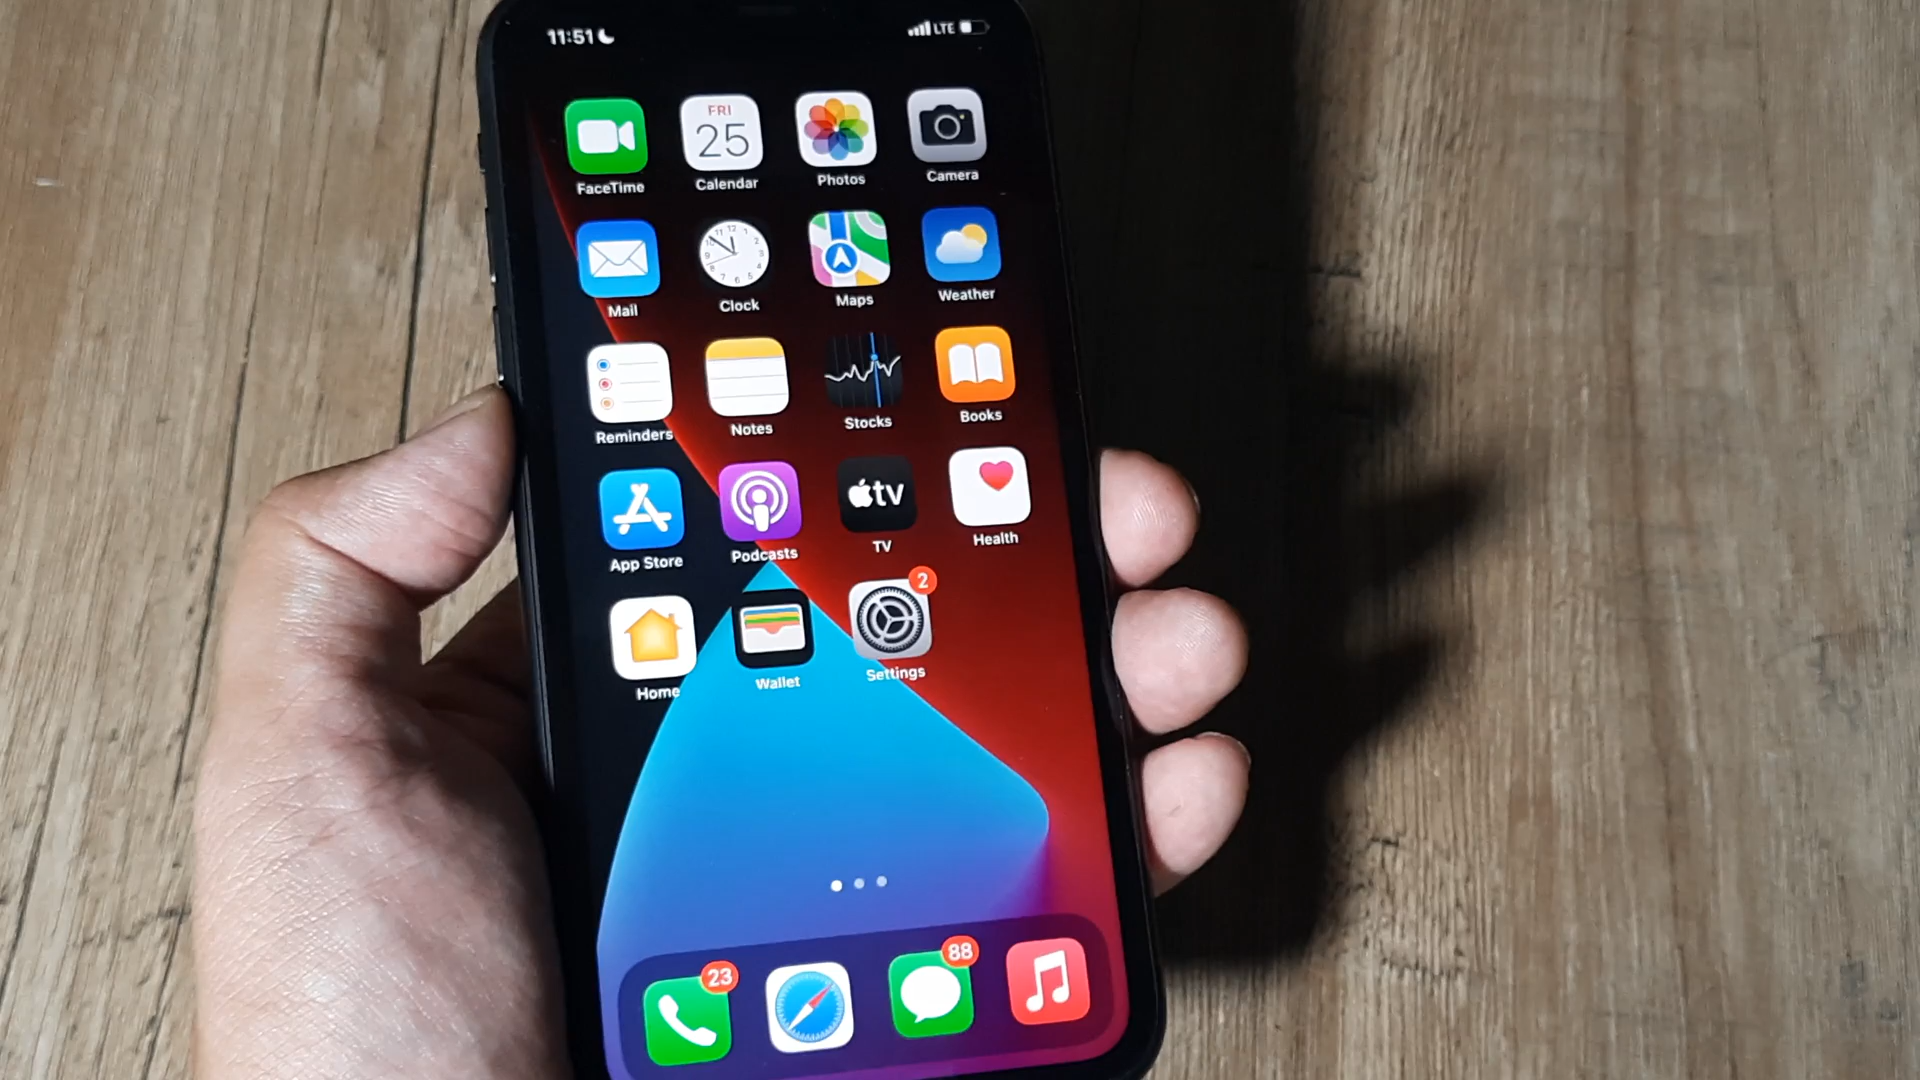 11:51
LTE
FRI
25
FaceTime
Calendar
Photos
Camera
Mail
Clock
Maps
Weather
Reminders
Notes
Stocks
Books
tv
App Store
Podcasts
TV
Health
2
Home
Wallet
Settings
23
88